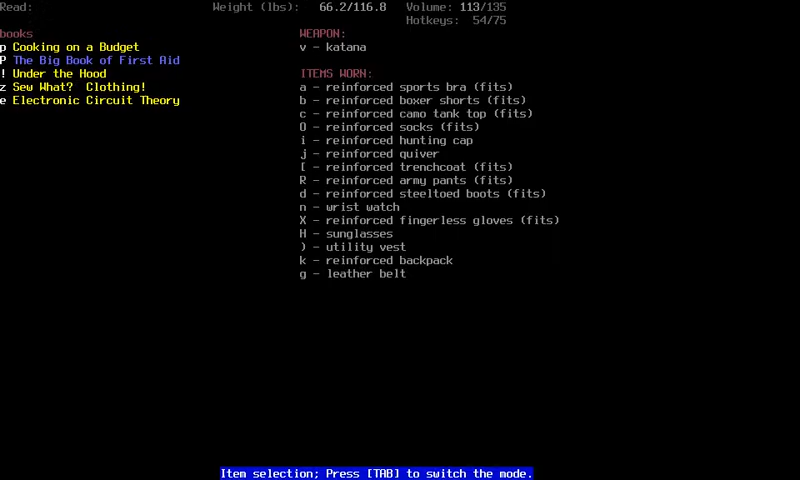 Read: Weight (lbs): 66.2/116.8 Volume: 113/135
Hotkeys: 54/75
books
p Cooking on a Budget
P The Big Book of First Aid
! Under the Hood
z Sew What?  Clothing!
e Electronic Circuit Theory
WEAPON:
v - katana
ITEMS WORN:
a - reinforced sports bra (fits)
b - reinforced boxer shorts (fits)
c - reinforced camo tank top (fits)
O - reinforced socks (fits)
i - reinforced hunting cap
j - reinforced quiver
[ - reinforced trenchcoat (fits)
R - reinforced army pants (fits)
d - reinforced steeltoed boots (fits)
n - wrist watch
X - reinforced fingerless gloves (fits)
H - sunglasses
) - utility vest
k - reinforced backpack
g - leather belt
Item selection; Press [TAB] to switch the mode.